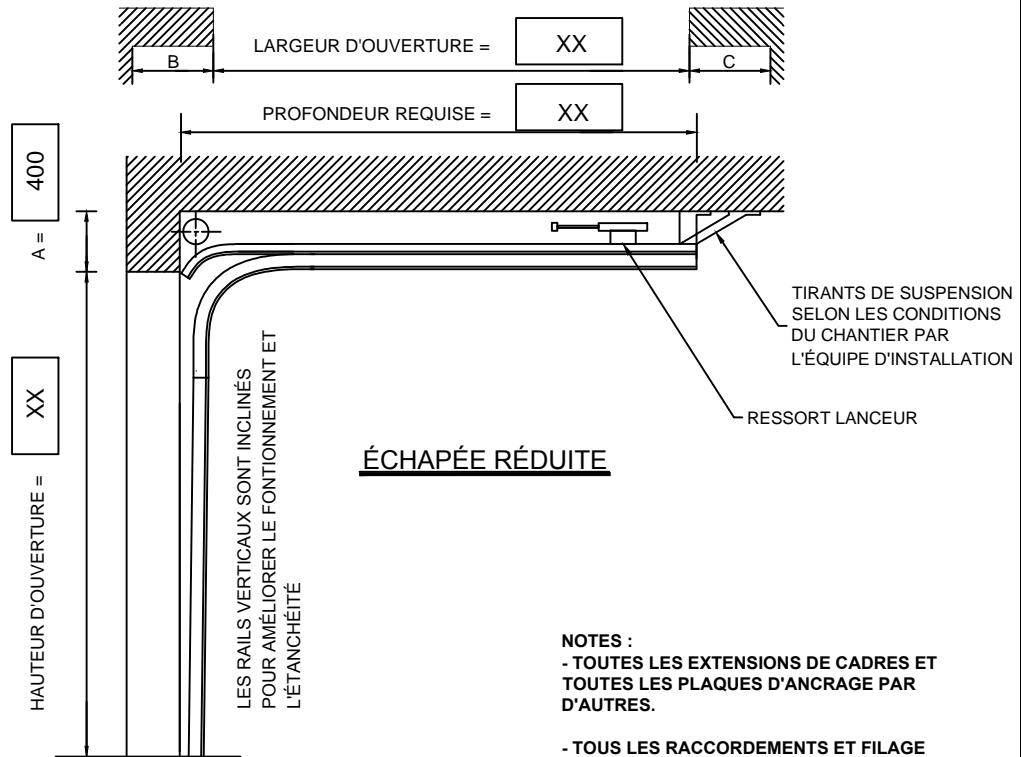 LARGEUR D'OUVERTURE = XX
B
C
PROFONDEUR REQUISE = XX
A = 400
HAUTEUR D'OUVERTURE = XX
TIRANTS DE SUSPENSION
SELON LES CONDITIONS
DU CHANTIER PAR
L'ÉQUIPE D'INSTALLATION
RESSORT LANCEUR
ÉCHAPÉE RÉDUITE
LES RAILS VERTICAUX SONT INCLINÉS
POUR AMÉLIORER LE FONTIONNEMENT ET
L'ÉTANCHÉITÉ
NOTES :
- TOUTES LES EXTENSIONS DE CADRES ET
TOUTES LES PLAQUES D'ANCRAGE PAR
D'AUTRES.
- TOUS LES RACCORDEMENTS ET FILAGE